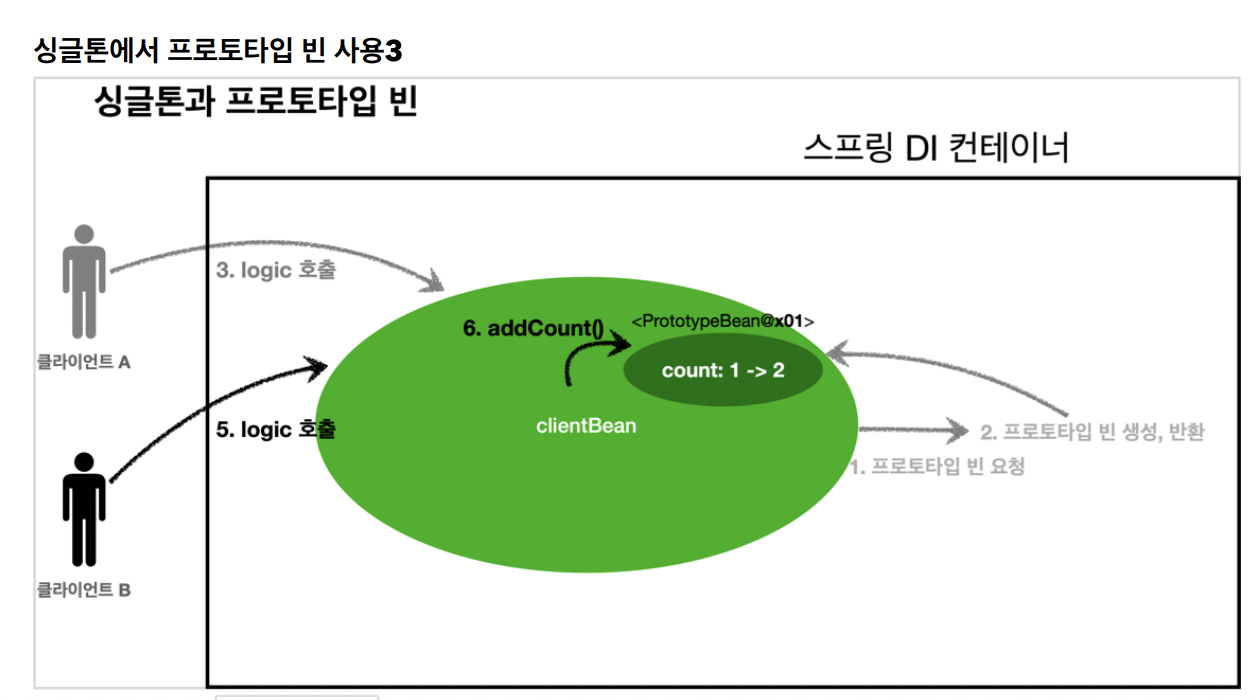 싱글톤에서 프로토타입 빈 사용3
싱글톤과 프로토타입 빈
스프링 DI 컨테이너
3. logic 호출
클라이언트 A
6. addCount()
<PrototypeBean@x01>
count: 1 -> 2
clientBean
5. logic 호출
2. 프로토타입 빈 생성, 반환
1. 프로토타입 빈 요청
클라이언트 B